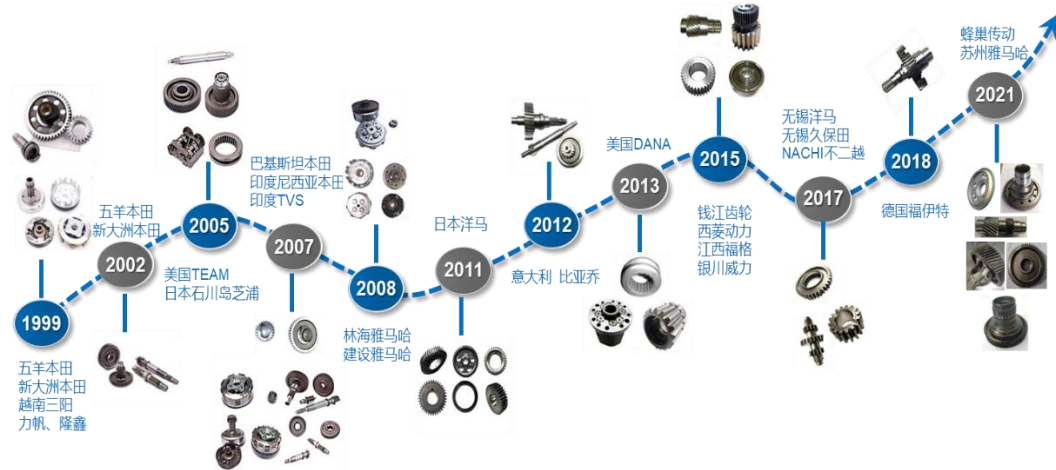 1999
五羊本田
新大洲本田
越南三阳
力帆、隆鑫
五羊本田
新大洲本田
2002
2005
美国TEAM
日本石川岛芝浦
巴基斯坦本田
印度尼西亚本田
印度TVS
2007
2008
林海雅马哈
建设雅马哈
日本洋马
2011
2012
意大利 比亚乔
美国DANA
2013
2015
钱江齿轮
西菱动力
江西福格
银川威力
无锡洋马
无锡久保田
NACHI不二越
2017
2018
德国福伊特
蜂巢传动
苏州雅马哈
2021